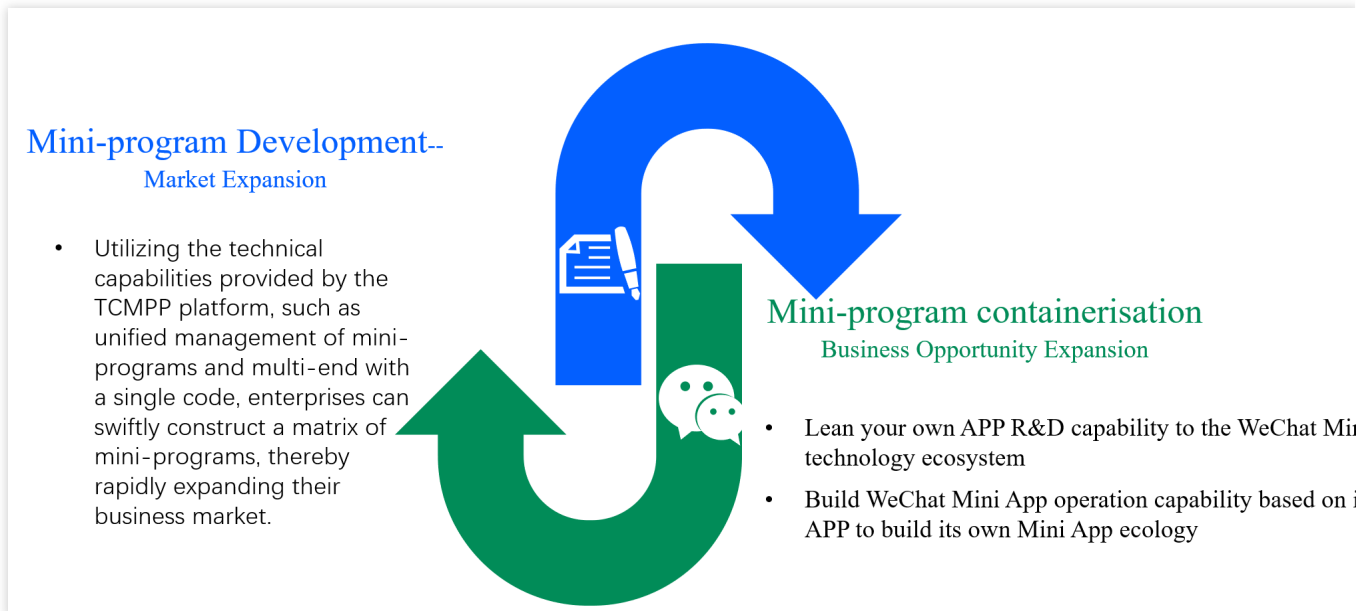 Mini-program Development--
Market Expansion
• Utilizing the technical
capabilities provided by the
TCMPP platform, such as
unified management of mini-
programs and multi-end with
a single code, enterprises can
swiftly construct a matrix of
mini-programs, thereby
rapidly expanding their
business market.
Mini-program containerisation
Business Opportunity Expansion
• Lean your own APP R&D capability to the WeChat
technology ecosystem
• Build WeChat Mini App operation capability based on
APP to build its own Mini App ecology